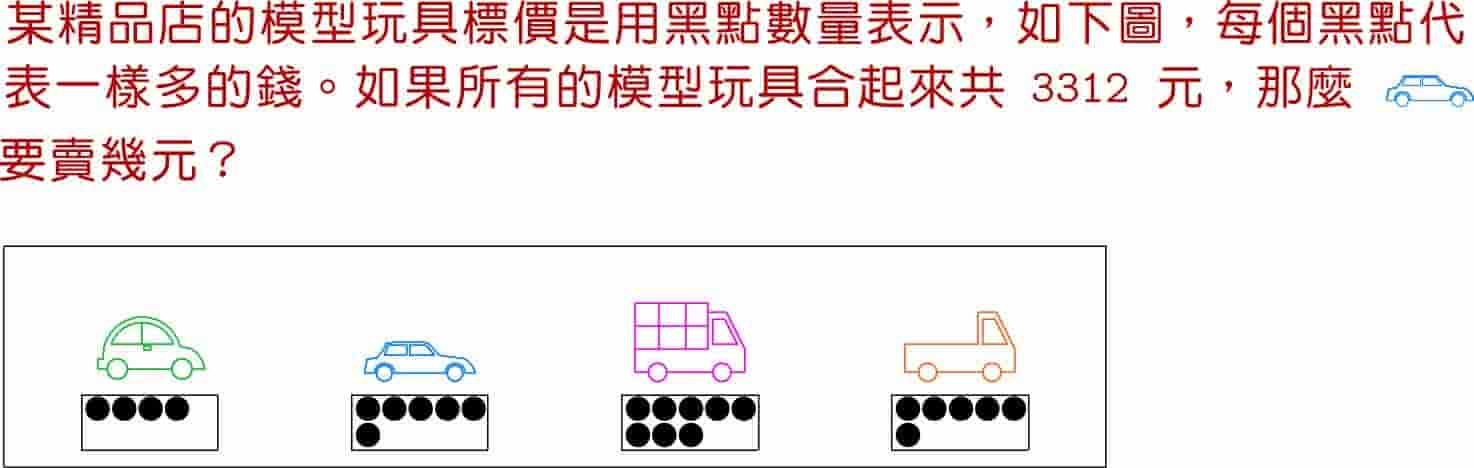 某精品店的模型玩具標價是用黑點數量表示，如下圖，每個黑點代
表一樣多的錢。如果所有的模型玩具合起來共 3312 元，那麼
要賣幾元？